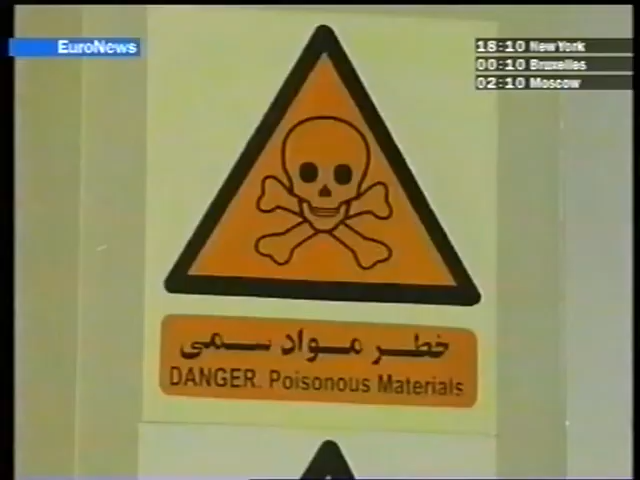 EuroNews
18:10 New York
00:10 Bruxelles
02:10 Moscow
خطر مواد سمی
DANGER. Poisonous Materials